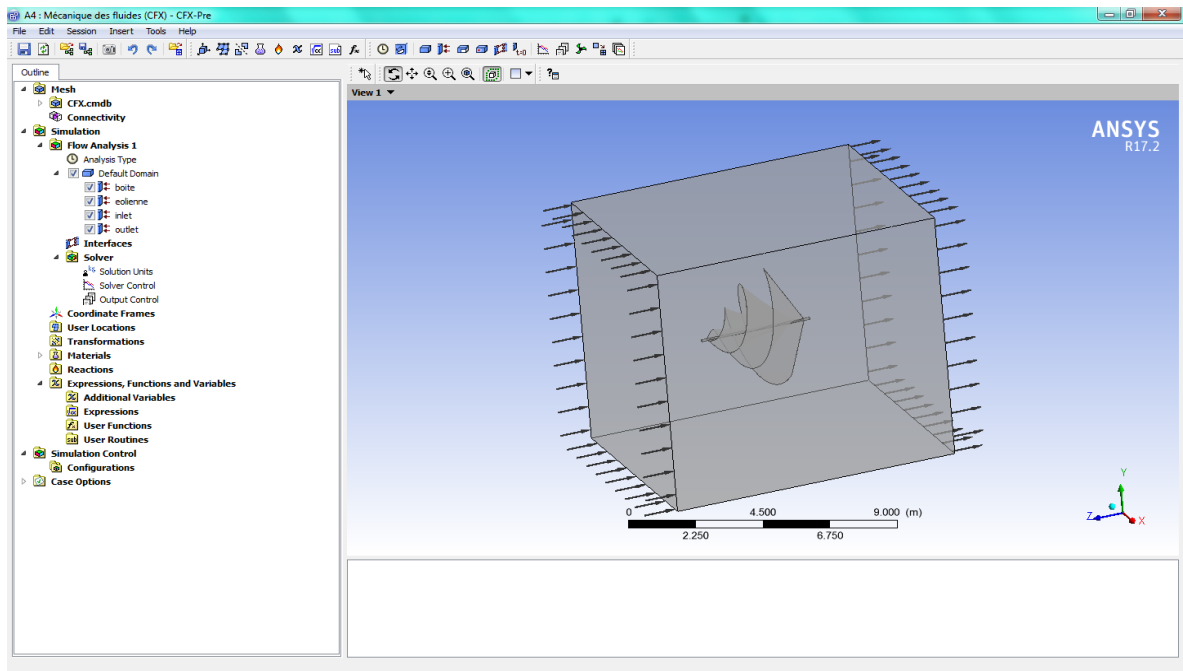 A4 : Mécanique des fluides (CFX) - CFX-Pre
File Edit Session Insert Tools Help
Outline
Mesh
CFX.cmdb
Connectivity
Simulation
Flow Analysis 1
Analysis Type
Default Domain
boite
eolienne
inlet
outlet
Interfaces
Solver
Solution Units
Solver Control
Output Control
Coordinate Frames
User Locations
Transformations
Materials
Reactions
Expressions, Functions and Variables
Additional Variables
Expressions
User Functions
User Routines
Simulation Control
Configurations
Case Options
View 1
ANSYS
R17.2
0 4.500 9.000 (m)
2.250 6.750
Y
Z X